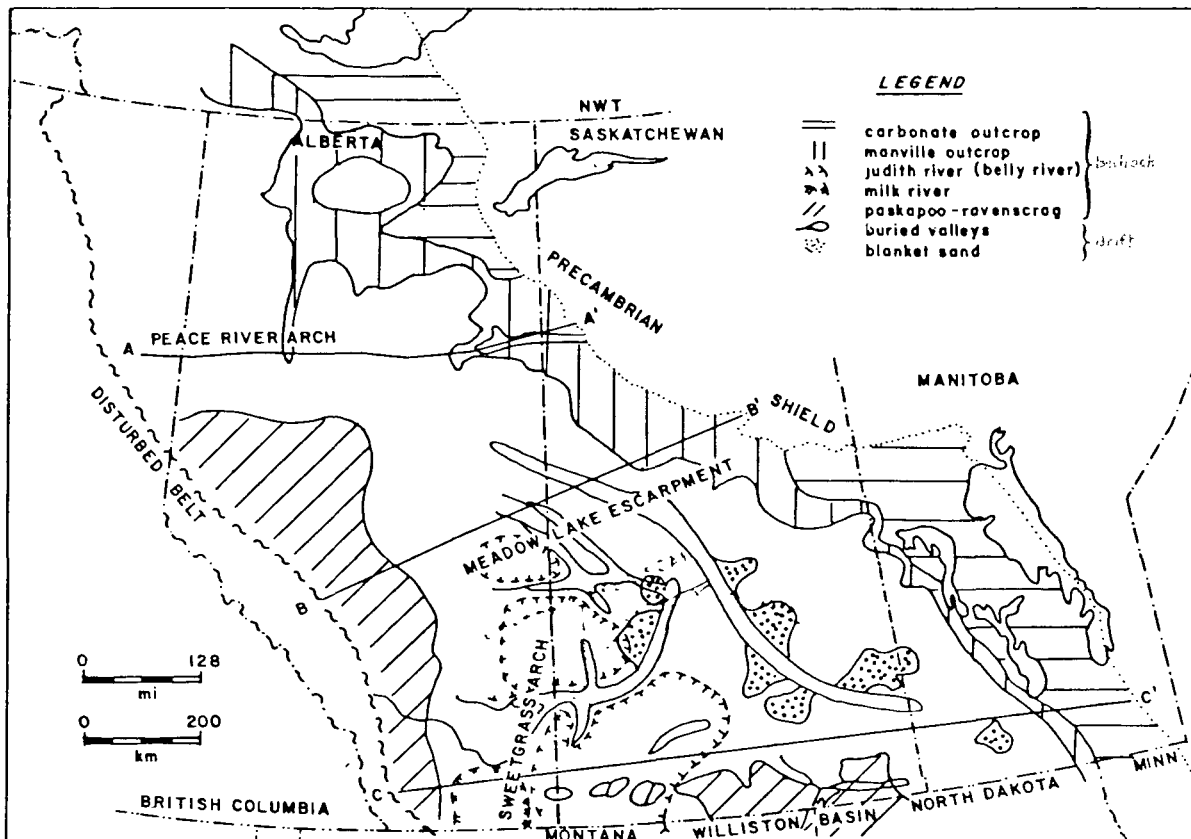 LEGEND
carbonate outcrop
manville outcrop
judith river (belly river)
milk river
paskapoo-ravenscrag
buried valleys
blanket sand
bedrock
drift
NWT
ALBERTA
SASKATCHEWAN
PRECAMBRIAN
SHIELD
A
PEACE RIVER ARCH
A'
MANITOBA
DISTURBED BELT
B'
MEADOW LAKE ESCARPMENT
B
SWEETGRASS ARCH
0 128
mi
0 200
km
C
C'
BRITISH COLUMBIA
MONTANA
WILLISTON BASIN
NORTH DAKOTA
MINN